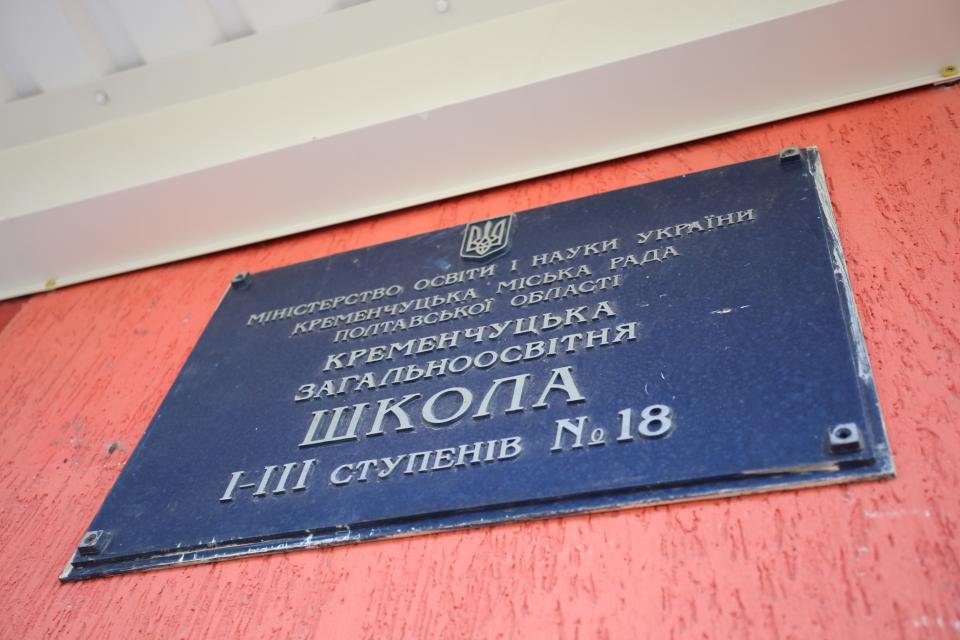 МІНІСТЕРСТВО ОСВІТИ І НАУКИ УКРАЇНИ
КРЕМЕНЧУЦЬКА МІСЬКА РАДА
ПОЛТАВСЬКОЇ ОБЛАСТІ
КРЕМЕНЧУЦЬКА
ЗАГАЛЬНООСВІТНЯ
ШКОЛА
І-ІІІ СТУПЕНІВ №18